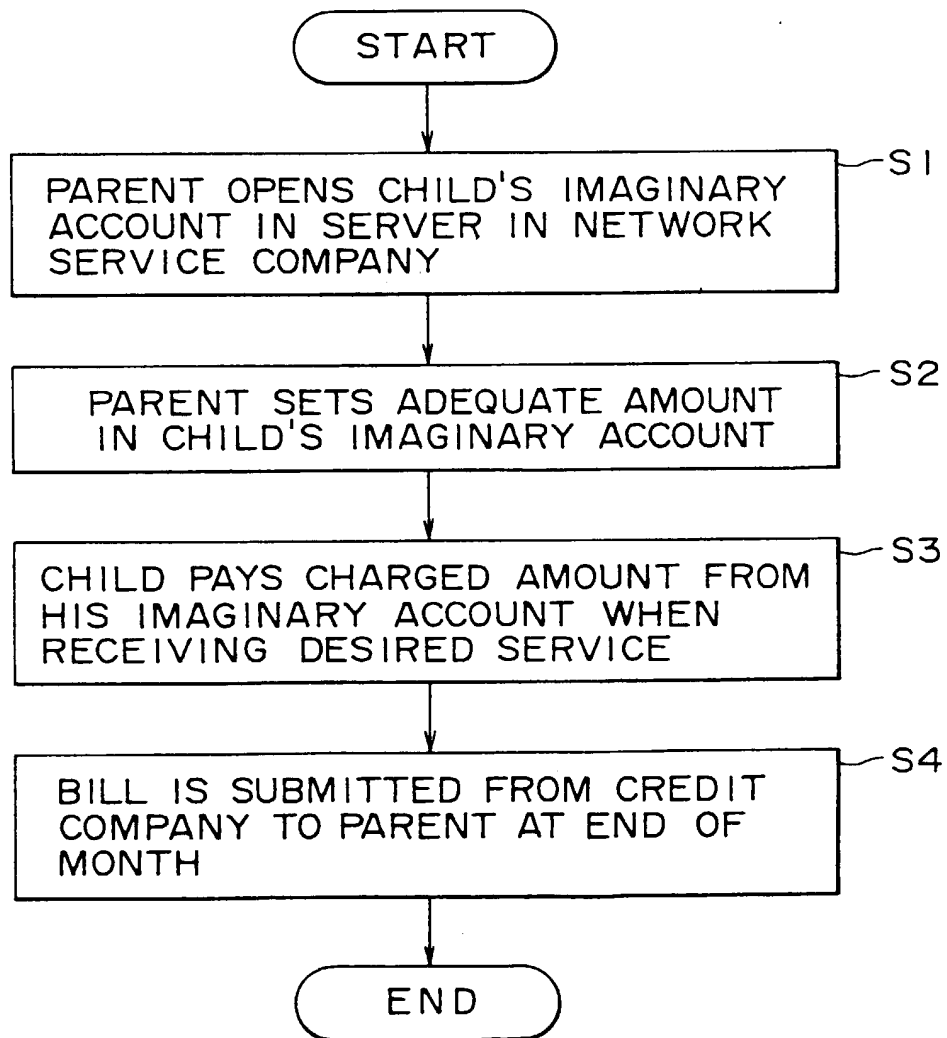 START
S1
PARENT OPENS CHILD'S IMAGINARY
ACCOUNT IN SERVER IN NETWORK
SERVICE COMPANY
S2
PARENT SETS ADEQUATE AMOUNT
IN CHILD'S IMAGINARY ACCOUNT
S3
CHILD PAYS CHARGED AMOUNT FROM
HIS IMAGINARY ACCOUNT WHEN
RECEIVING DESIRED SERVICE
S4
BILL IS SUBMITTED FROM CREDIT
COMPANY TO PARENT AT END OF
MONTH
END